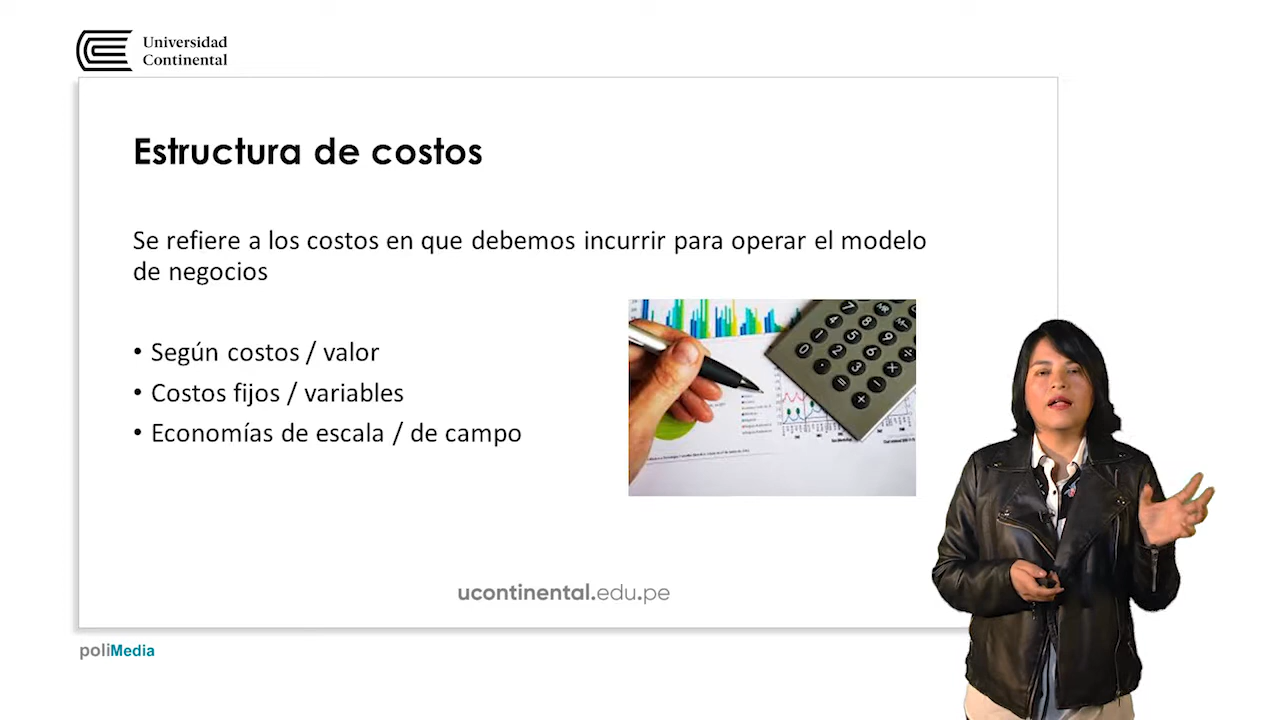 Universidad
Continental
Estructura de costos
Se refiere a los costos en que debemos incurrir para operar el modelo
de negocios
• Según costos / valor
• Costos fijos / variables
• Economías de escala / de campo
ucontinental.edu.pe
poliMedia